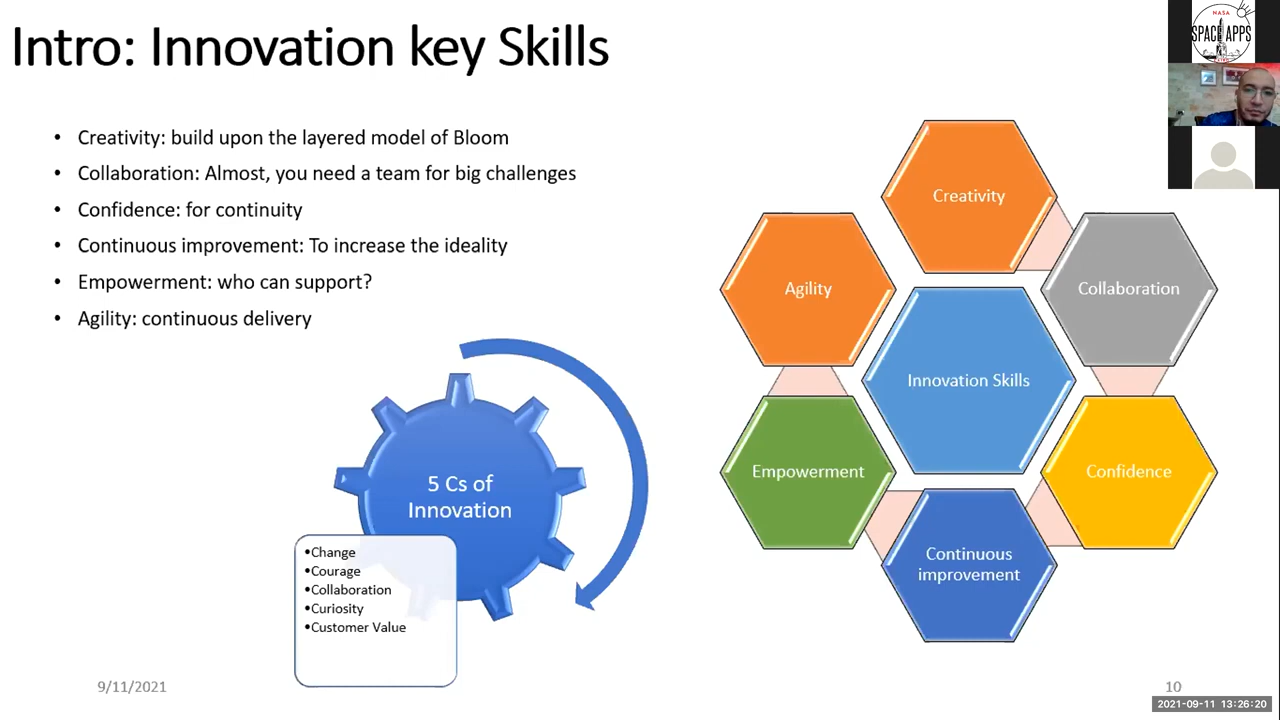 Intro: Innovation key Skills
• Creativity: build upon the layered model of Bloom
• Collaboration: Almost, you need a team for big challenges
• Confidence: for continuity
• Continuous improvement: To increase the ideality
• Empowerment: who can support?
• Agility: continuous delivery
5 Cs of
Innovation
•Change
•Courage
•Collaboration
•Curiosity
•Customer Value
Creativity
Agility
Collaboration
Innovation Skills
Empowerment
Confidence
Continuous
improvement
NASA
SPACE APPS
9/11/2021
10
2021-09-11 13:26:20